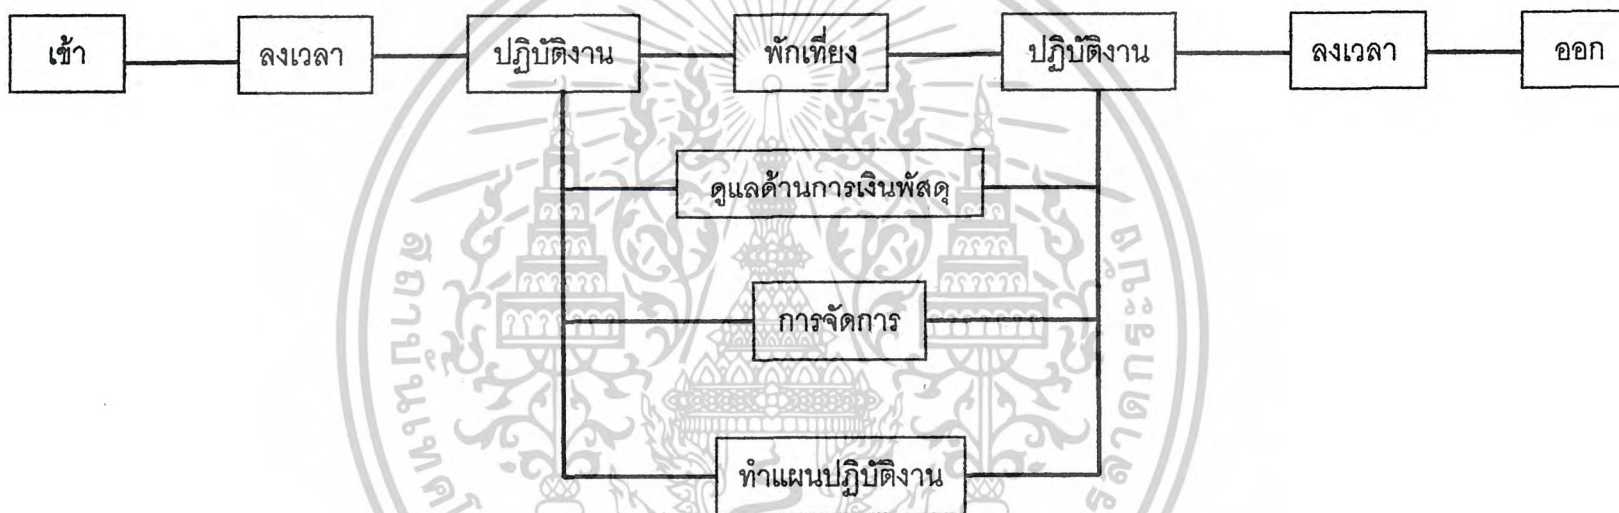 เข้า
ลงเวลา
ปฏิบัติงาน
พักเที่ยง
ปฏิบัติงาน
ลงเวลา
ออก
ดูแลด้านการเงินพัสดุ
การจัดการ
ทำแผนปฏิบัติงาน